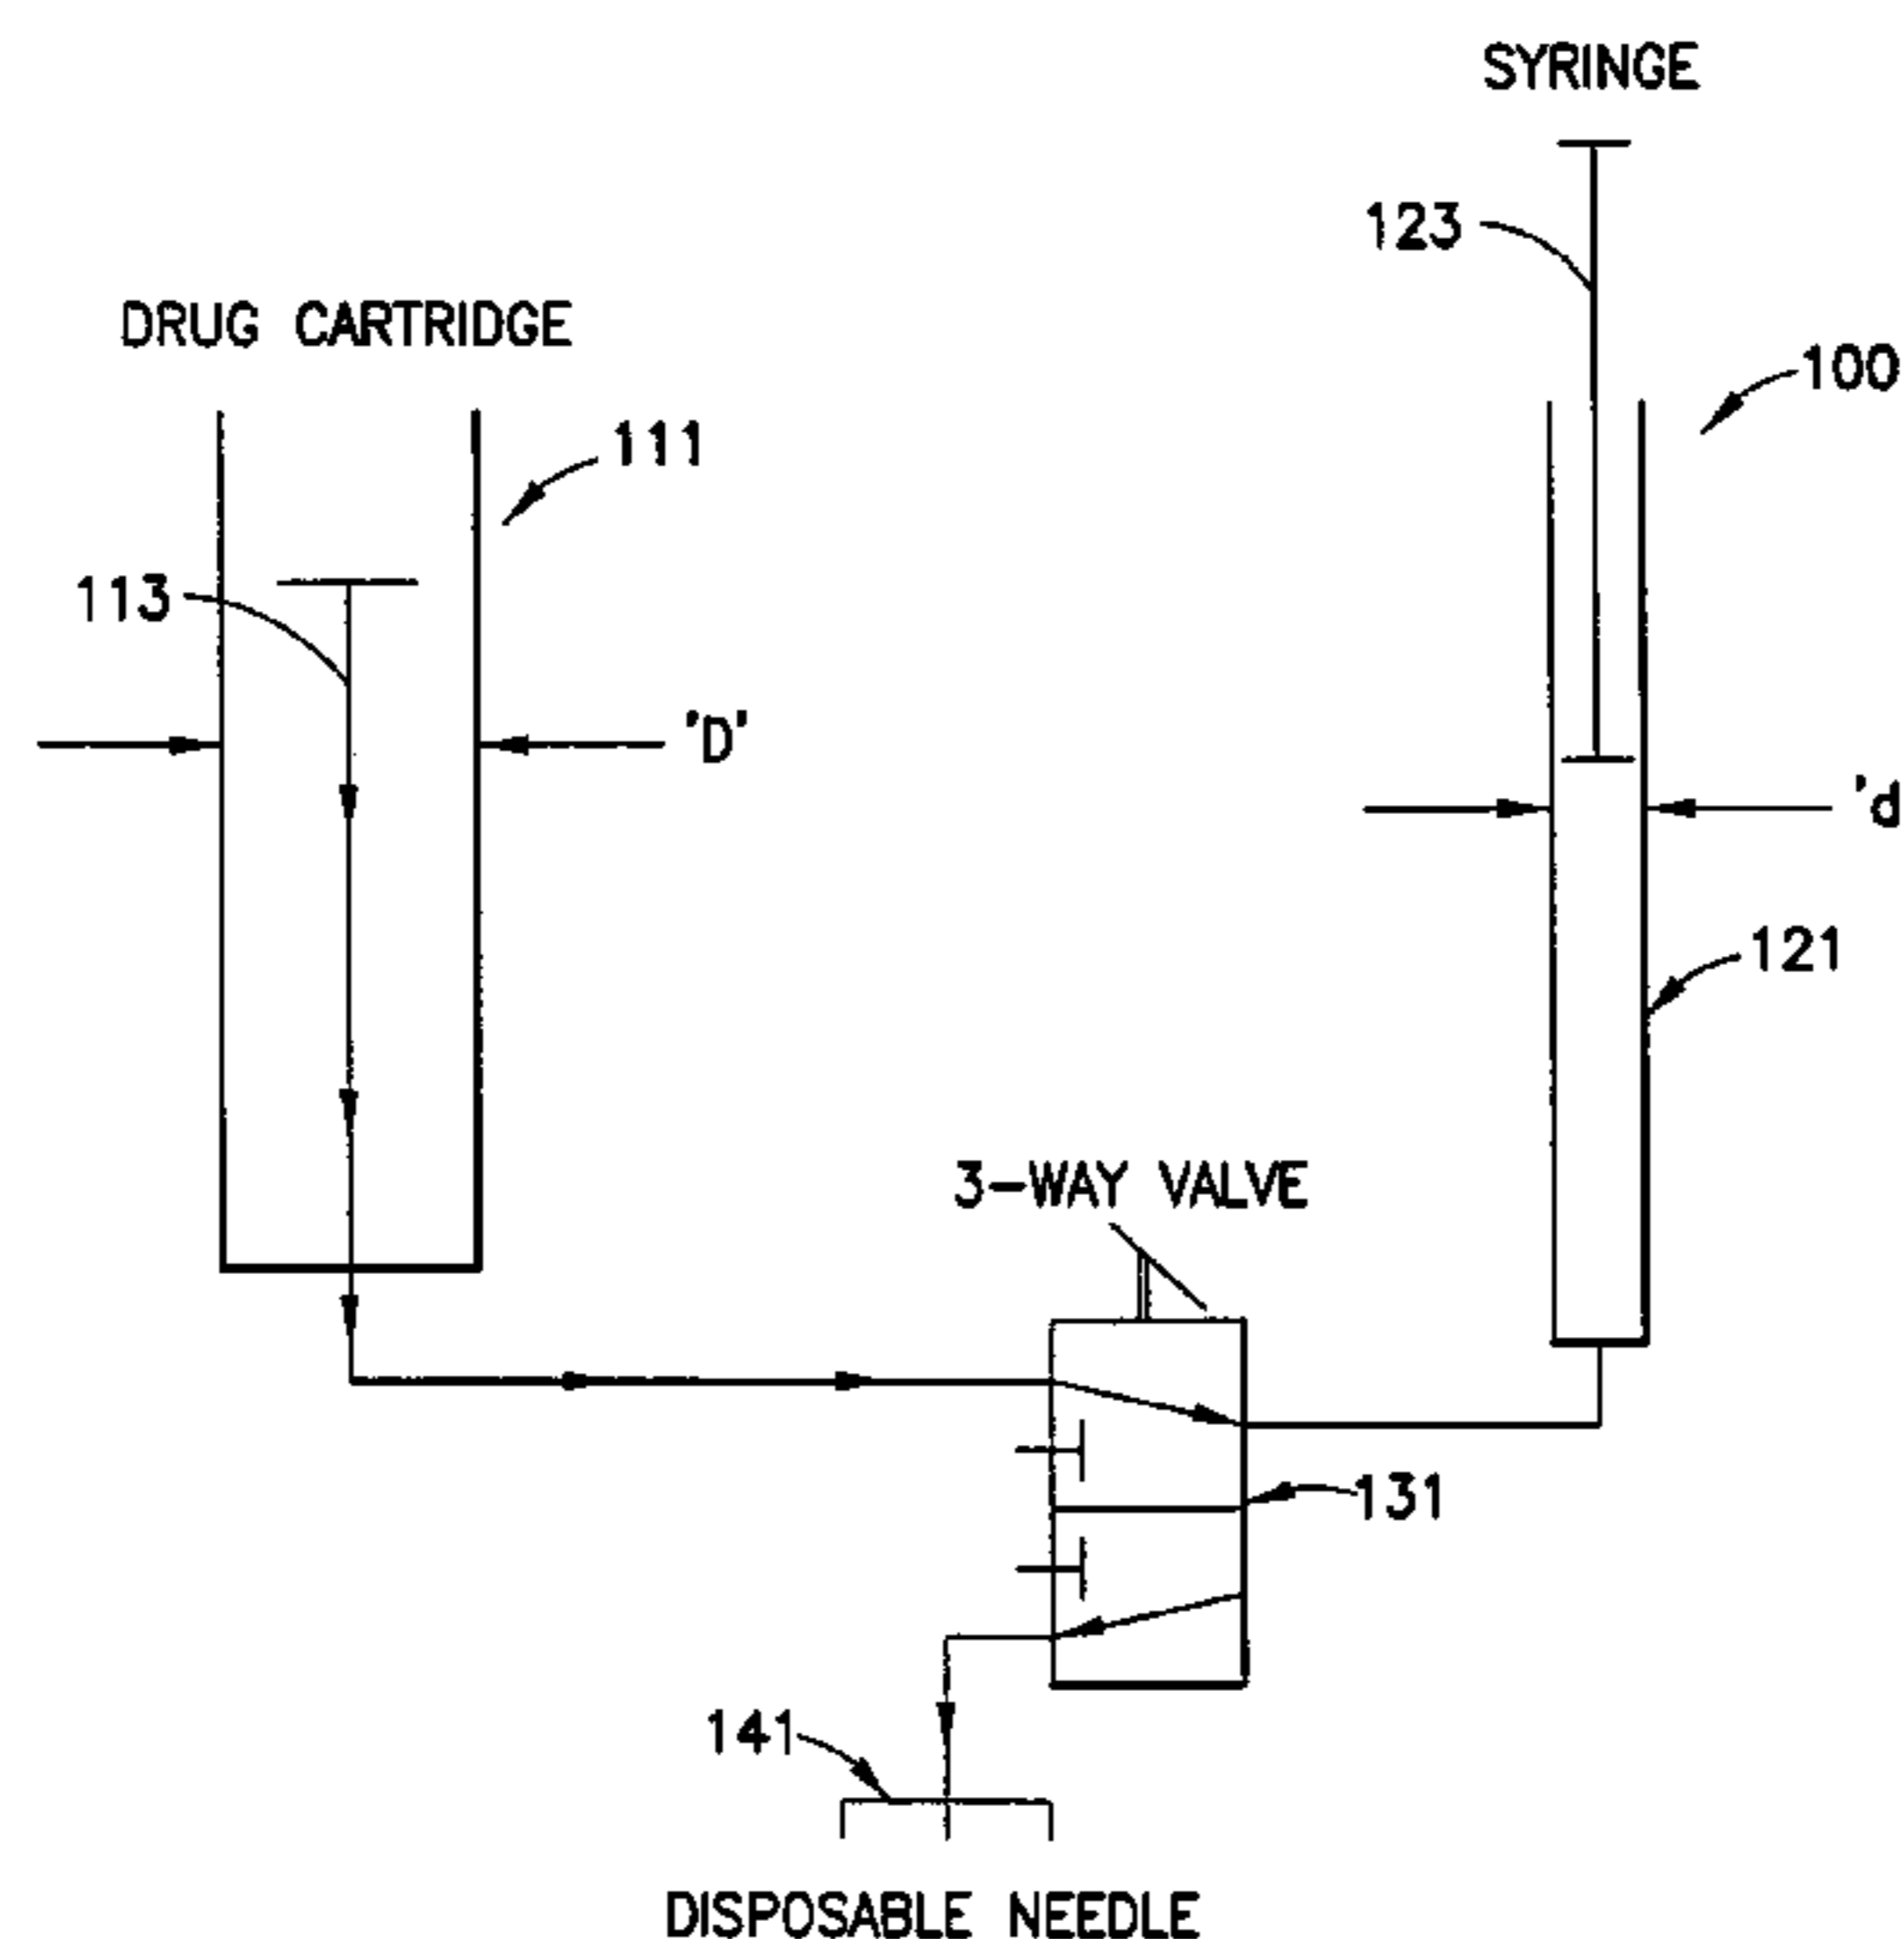 SYRINGE
123
DRUG CARTRIDGE
100
111
113
'D'
'd
121
3-WAY VALVE
131
141
DISPOSABLE NEEDLE